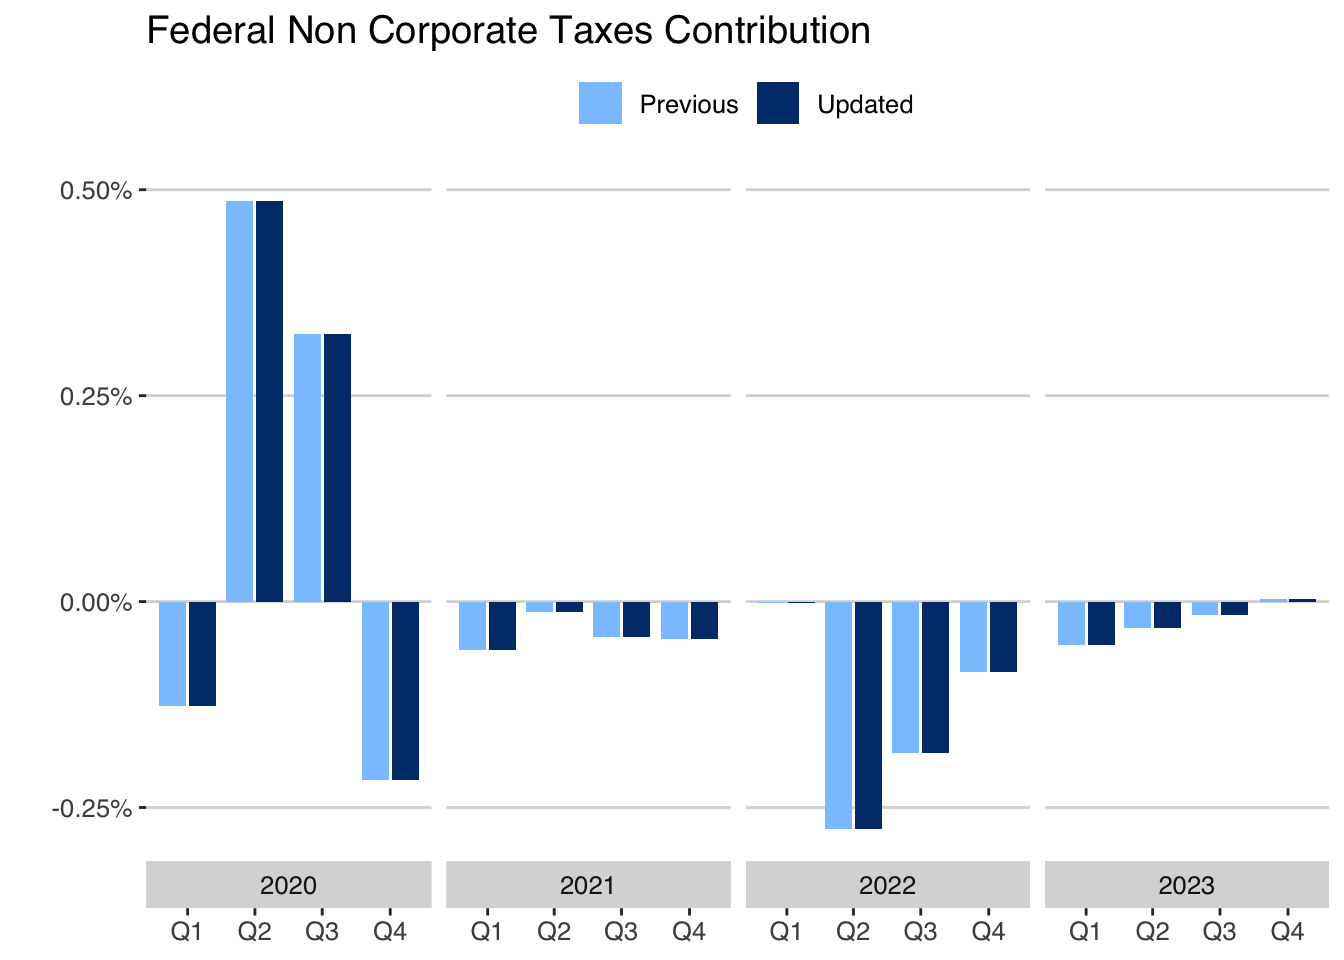 Federal Non Corporate Taxes Contribution
Previous Updated
0.50%
0.25%
0.00%
-0.25%
2020 2021 2022 2023
Q1 Q2 Q3 Q4 Q1 Q2 Q3 Q4 Q1 Q2 Q3 Q4 Q1 Q2 Q3 Q4